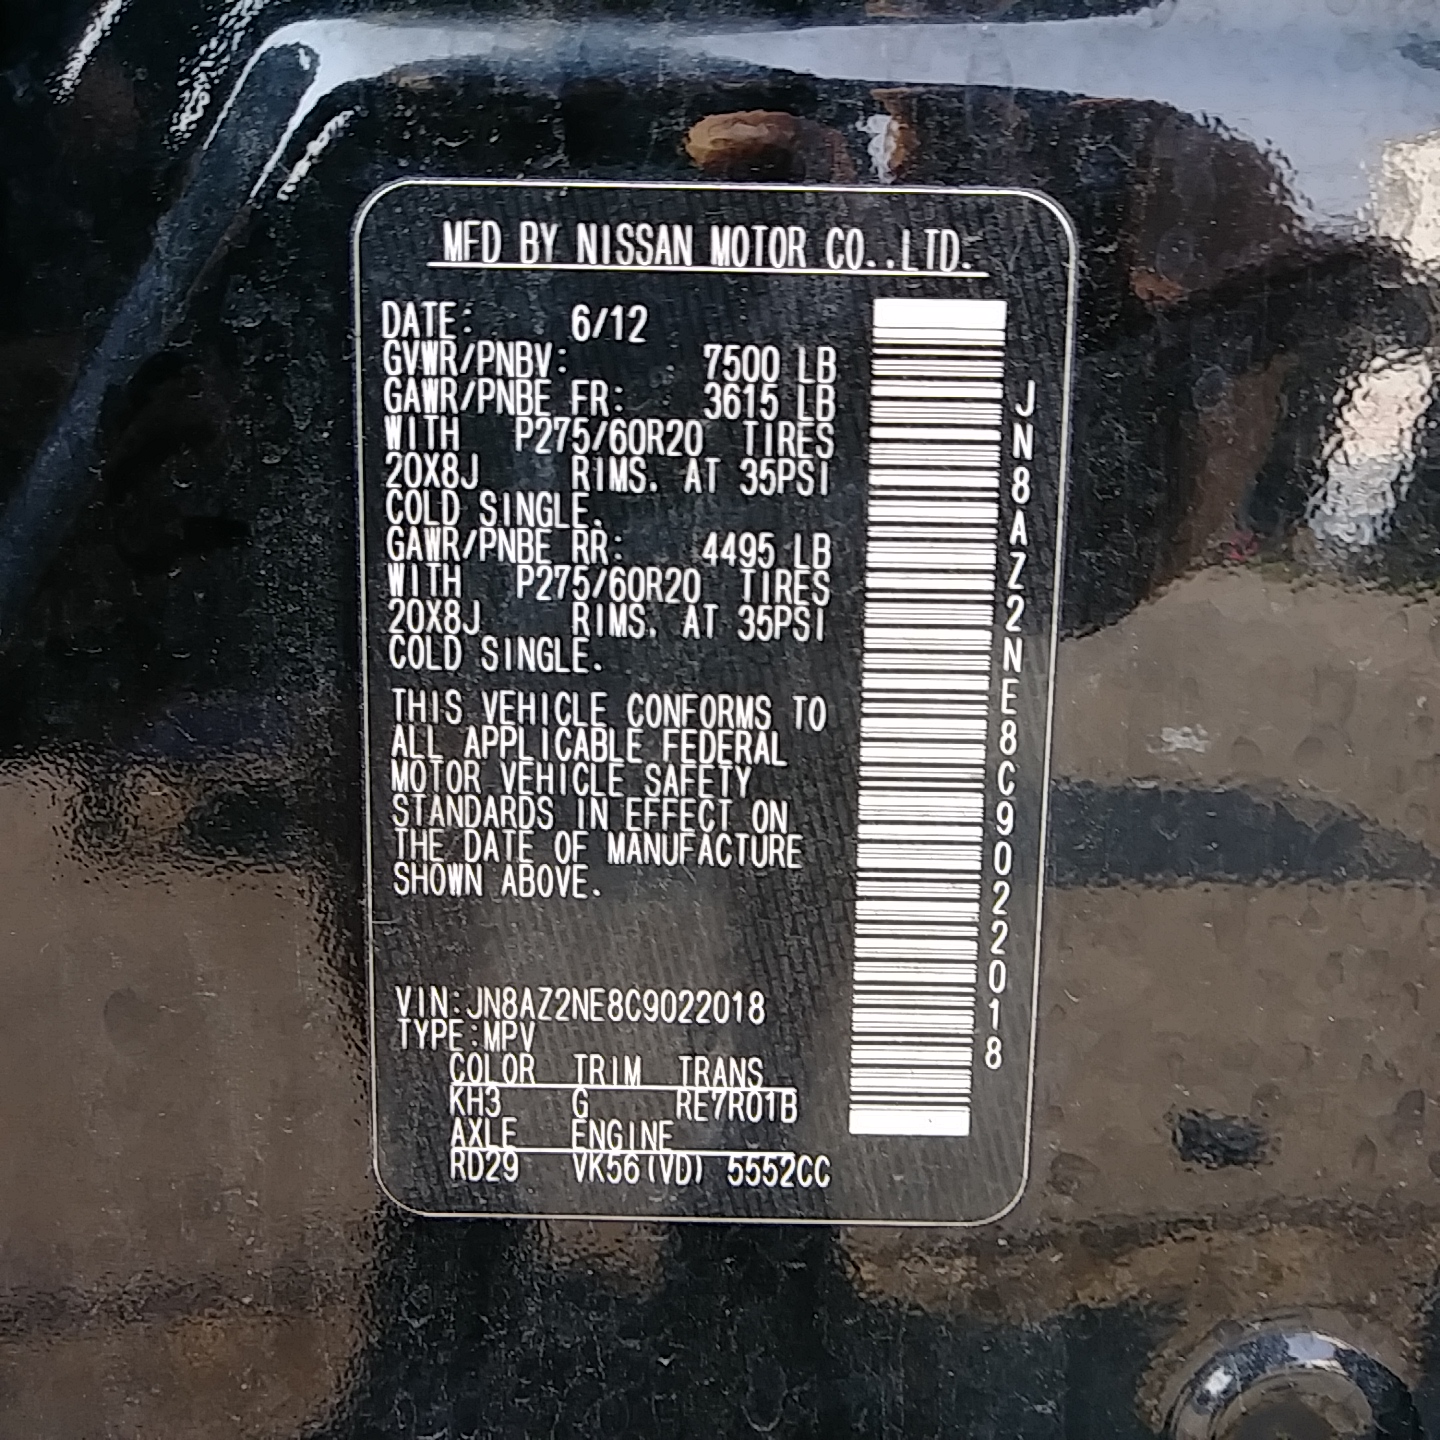 MFD BY NISSAN MOTOR CO.,LTD.
DATE: 6/12
GVWR/PNBV: 7500 LB
GAWR/PNBE FR: 3615 LB
WITH P275/60R20 TIRES
20X8J RIMS. AT 35PSI
COLD SINGLE.
GAWR/PNBE RR: 4495 LB
WITH P275/60R20 TIRES
20X8J RIMS. AT 35PSI
COLD SINGLE.
THIS VEHICLE CONFORMS TO
ALL APPLICABLE FEDERAL
MOTOR VEHICLE SAFETY
STANDARDS IN EFFECT ON
THE DATE OF MANUFACTURE
SHOWN ABOVE.
VIN:JN8AZ2NE8C9022018
TYPE:MPV
COLOR TRIM TRANS
KH3 G RE7R01B
AXLE ENGINE
RD29 VK56(VD) 5552CC
JN8AZ2NE8C9022018